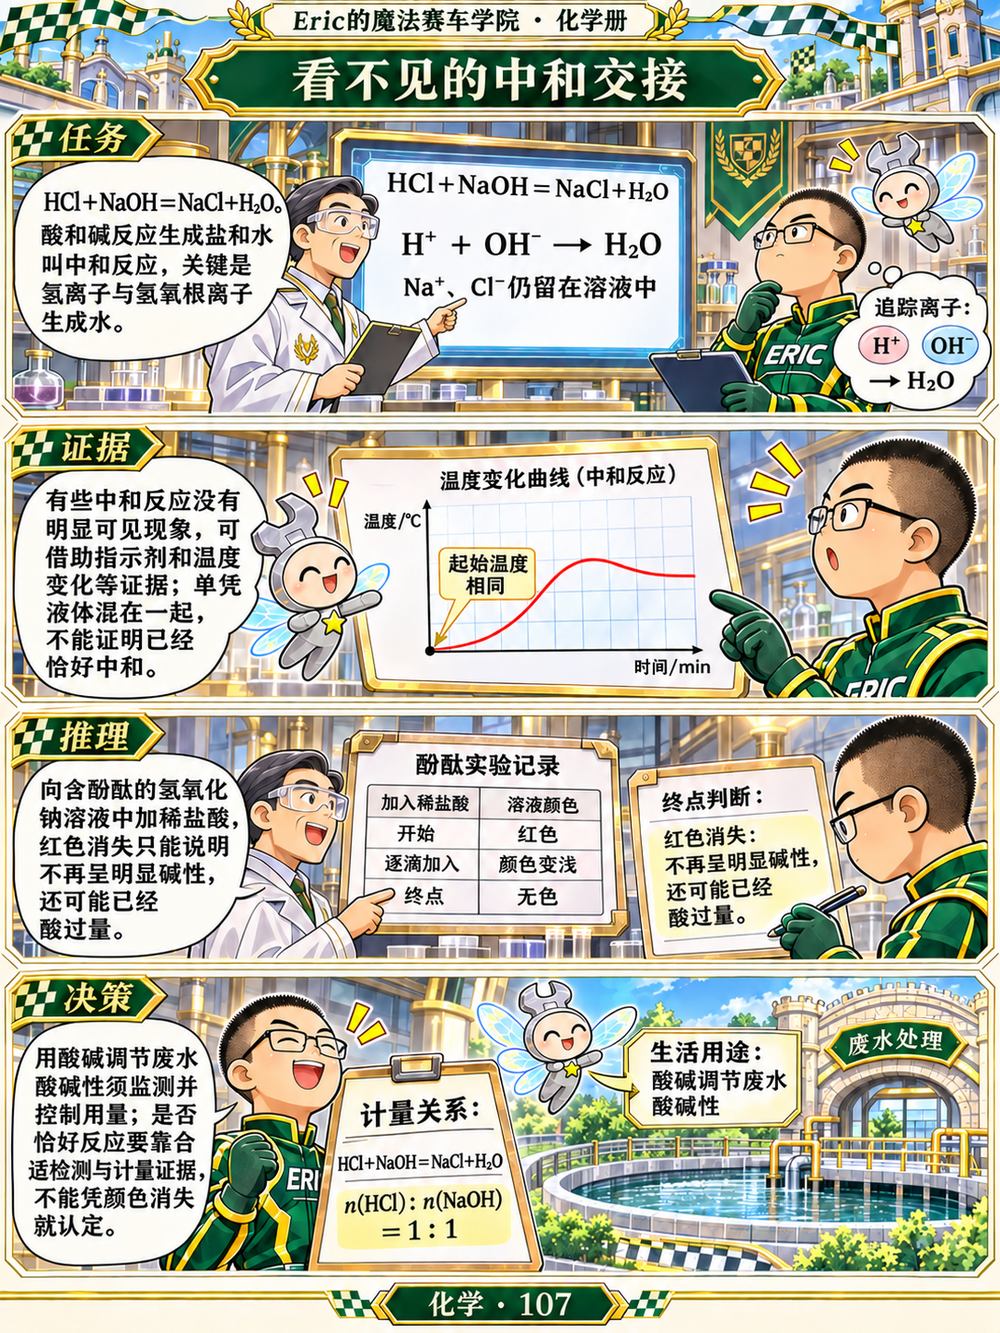 Eric的魔法赛车学院 · 化学册
看不见的中和交接
任务
HCl+NaOH=NaCl+H₂O。
酸和碱反应生成盐和水
叫中和反应，关键是
氢离子与氢氧根离子
生成水。
HCl+NaOH=NaCl+H₂O
H⁺ + OH⁻ → H₂O
Na⁺、Cl⁻仍留在溶液中
ERIC
追踪离子：
H⁺ OH⁻
→H₂O
证据
有些中和反应没有
明显可见现象，可
借助指示剂和温度
变化等证据；单凭
液体混在一起，
不能证明已经
恰好中和。
温度变化曲线（中和反应）
温度/℃
起始温度
相同
时间/min
ERIC
推理
向含酚酞的氢氧化
钠溶液中加稀盐酸，
红色消失只能说明
不再呈明显碱性，
还可能已经
酸过量。
酚酞实验记录
加入稀盐酸 溶液颜色
开始 红色
逐滴加入 颜色变浅
终点 无色
终点判断：
红色消失：
不再呈明显碱性，
还可能已经
酸过量。
决策
用酸碱调节废水
酸碱性须监测并
控制用量；是否
恰好反应要靠合
适检测与计量证据，
不能凭颜色消失
就认定。
ERI
计量关系：
HCl+NaOH=NaCl+H₂O
n(HCl)：n(NaOH)
=1：1
生活用途：
酸碱调节废水
酸碱性
废水处理
化学 · 107